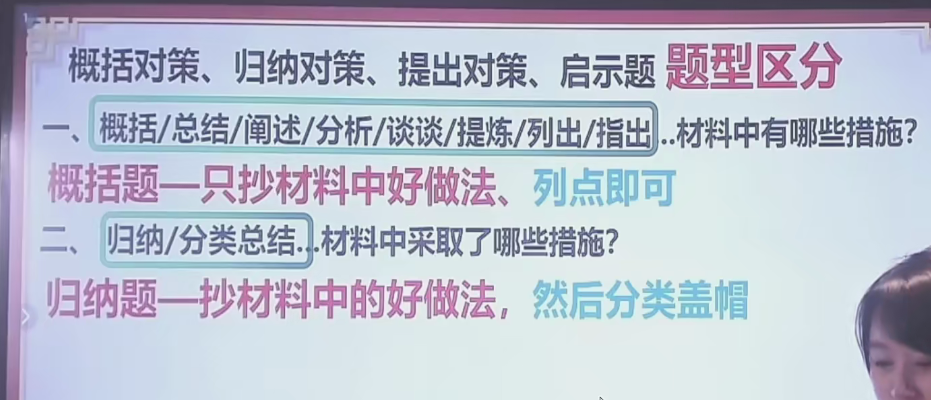 概括对策、归纳对策、提出对策、启示题 题型区分
一、概括/总结/阐述/分析/谈谈/提炼/列出/指出...材料中有哪些措施?
概括题—只抄材料中好做法、列点即可
二、归纳/分类总结...材料中采取了哪些措施?
归纳题—抄材料中的好做法，然后分类盖帽